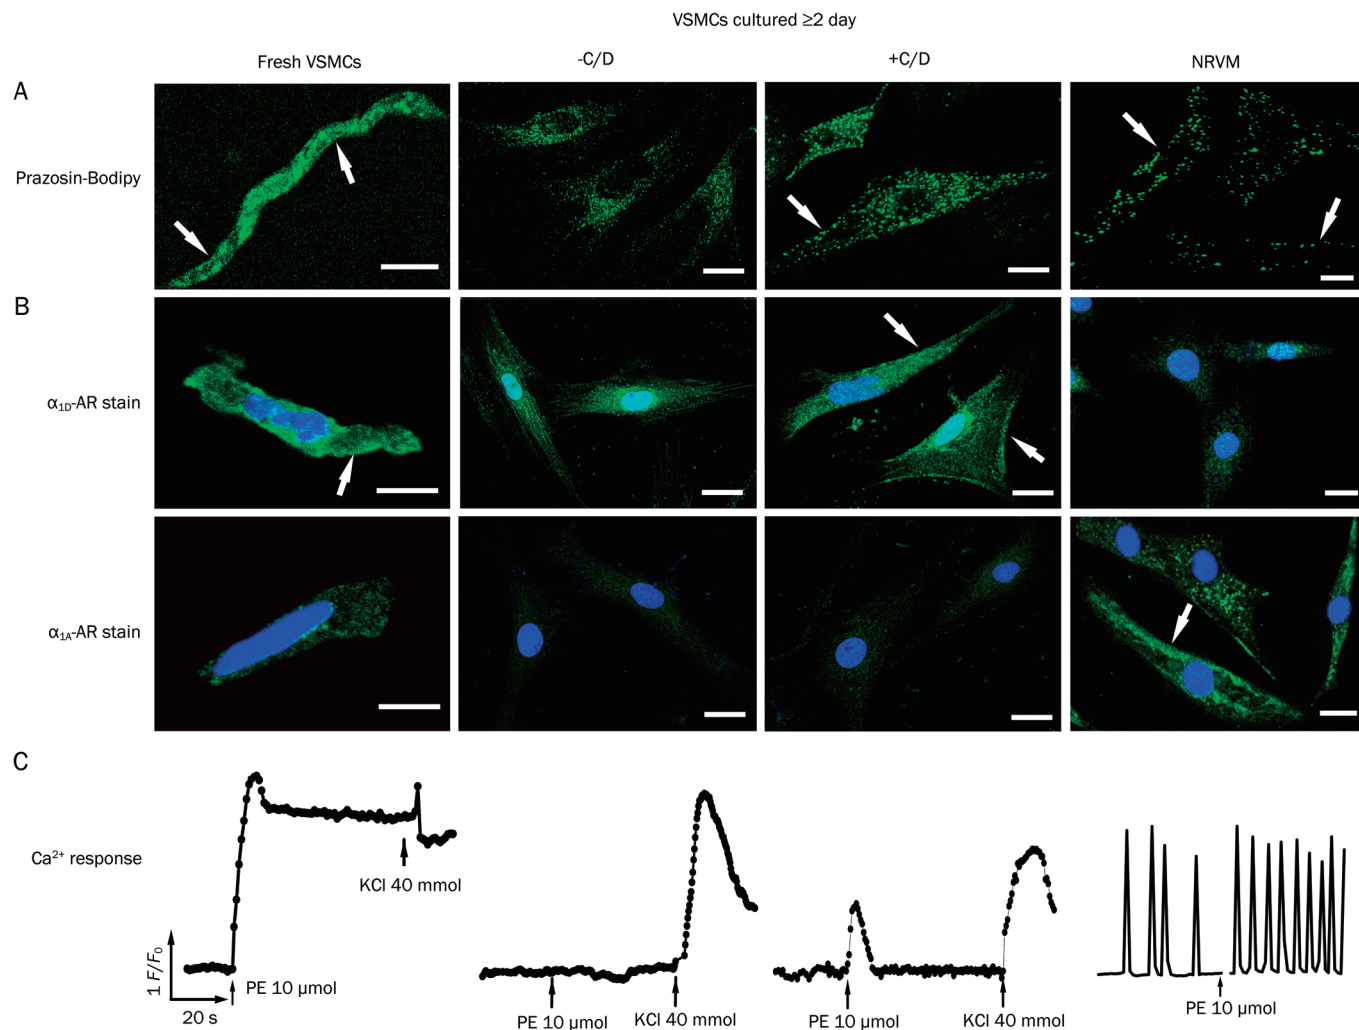 VSMCs cultured ≥2 day
Fresh VSMCs
-C/D
+C/D
NRVM
A
Prazosin-Bodipy
B
α1D-AR stain
α1A-AR stain
C
Ca2+ response
KCl 40 mmol
1 F/F0
PE 10 µmol
20 s
PE 10 µmol
KCl 40 mmol
PE 10 µmol
KCl 40 mmol
PE 10 µmol